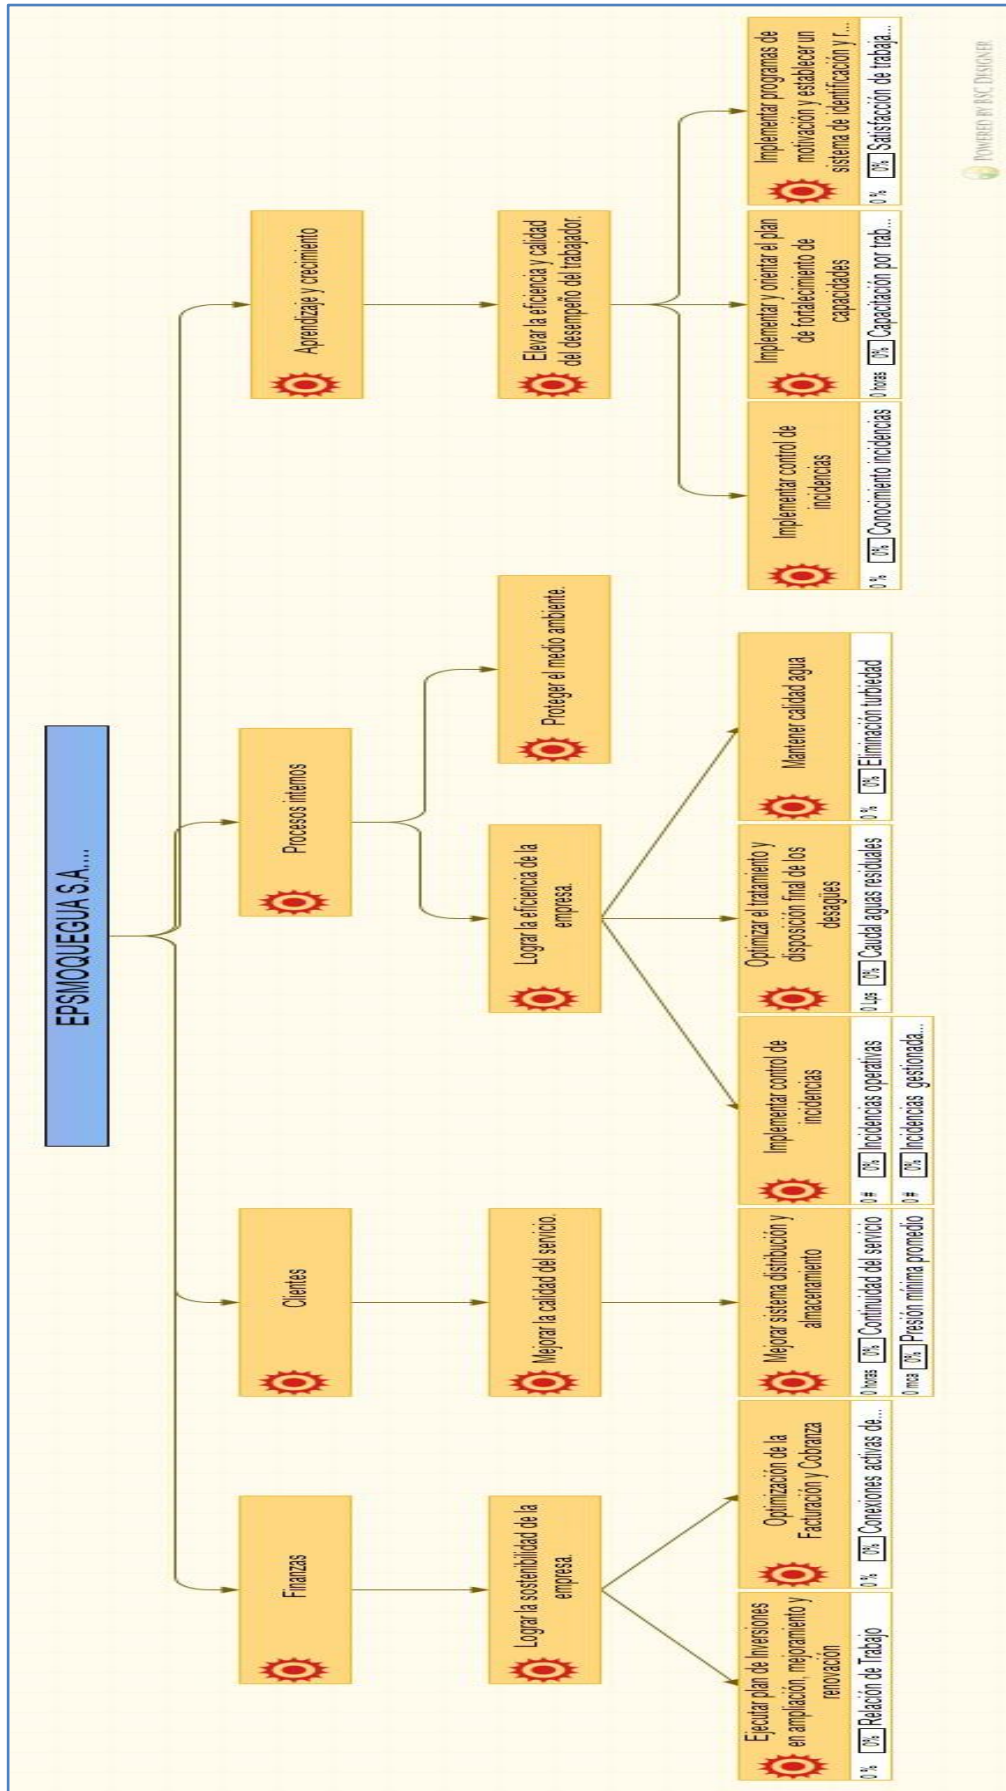 EPSMOQUEGUA S.A....
Finanzas
Clientes
Procesos internos
Aprendizaje y crecimiento
Lograr la sostenibilidad de la
empresa.
Mejorar la calidad del servicio.
Lograr la eficiencia de la
empresa.
Proteger el medio ambiente.
Elevar la eficiencia y calidad
del desempeño del trabajador.
Ejecutar plan de Inversiones
en ampliación, mejoramiento y
renovación
0 % 0% Relación de Trabajo
Optimización de la
Facturación y Cobranza
0 % 0% Conexiones activas de...
Mejorar sistema distribución y
almacenamiento
0 horas 0% Continuidad del servicio
0 mca 0% Presión mínima promedio
Implementar control de
incidencias
0 # 0% Incidencias operativas
0 # 0% Incidencias gestionada...
Optimizar el tratamiento y
disposición final de los
desagües
0 Lps 0% Caudal aguas residuales
Mantener calidad agua
0 % 0% Eliminación turbiedad
Implementar control de
incidencias
0 % 0% Conocimiento incidencias
Implementar y orientar el plan
de fortalecimiento de
capacidades
0 horas 0% Capacitación por trab...
Implementar programas de
motivación y establecer un
sistema de identificación y r...
0 % 0% Satisfacción de trabaja...
POWERED BY BSC DESIGNER